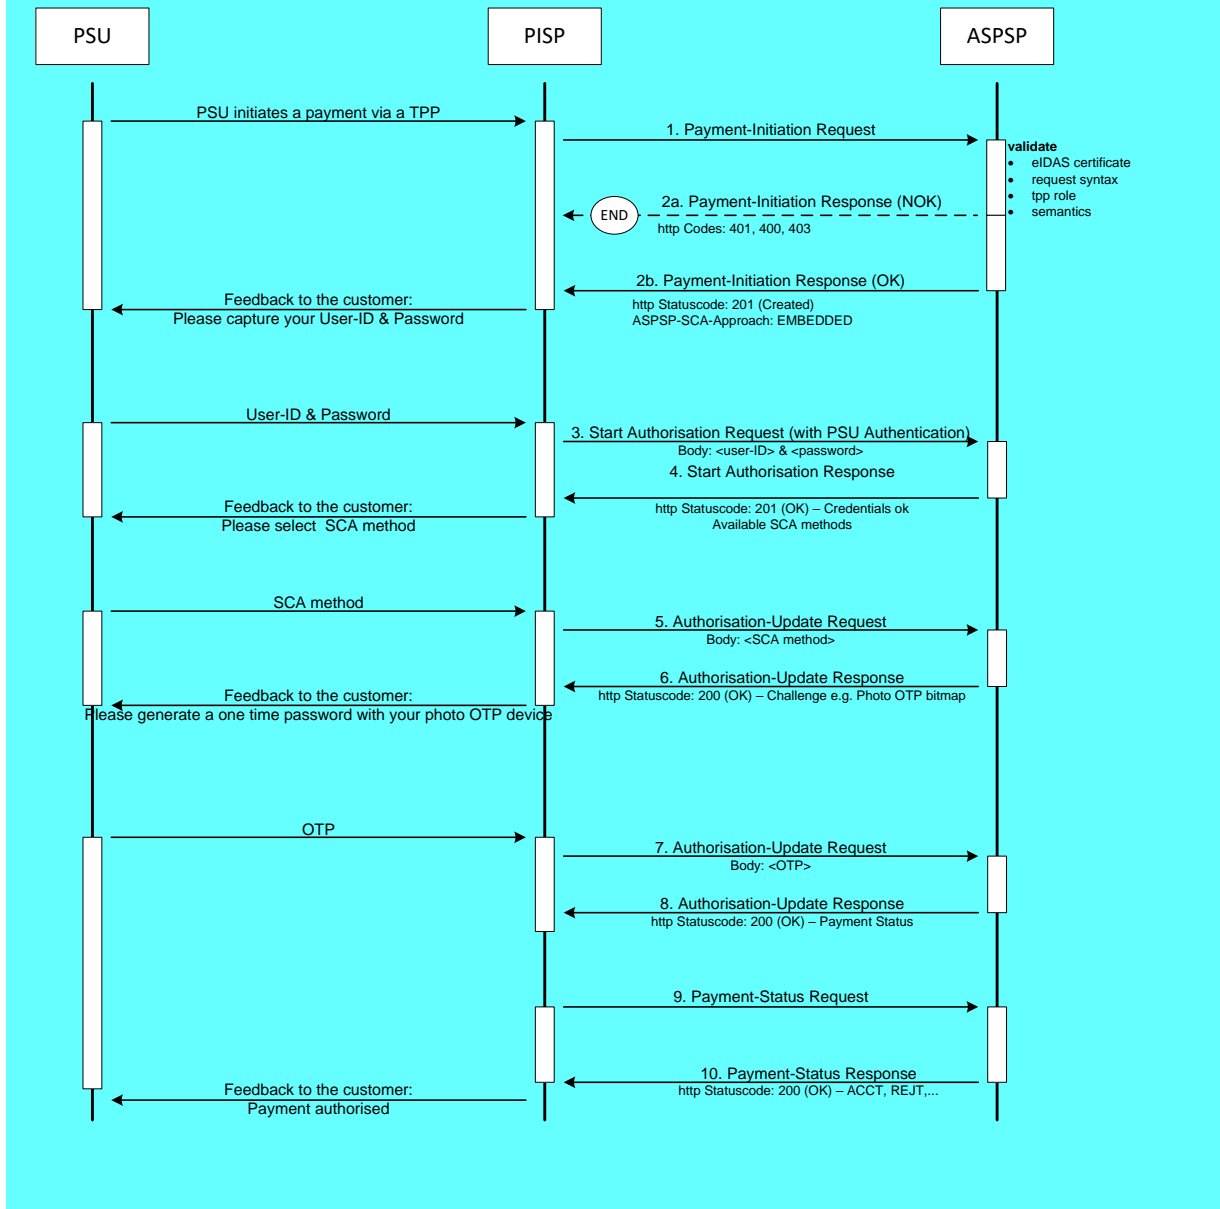 PSU
PISP
ASPSP
PSU initiates a payment via a TPP
1. Payment-Initiation Request
validate
• eIDAS certificate
• request syntax
• tpp role
• semantics
2a. Payment-Initiation Response (NOK)
END
http Codes: 401, 400, 403
2b. Payment-Initiation Response (OK)
http Statuscode: 201 (Created)
ASPSP-SCA-Approach: EMBEDDED
Feedback to the customer:
Please capture your User-ID & Password
User-ID & Password
3. Start Authorisation Request (with PSU Authentication)
Body: <user-ID> & <password>
4. Start Authorisation Response
http Statuscode: 201 (OK) – Credentials ok
Available SCA methods
Feedback to the customer:
Please select  SCA method
SCA method
5. Authorisation-Update Request
Body: <SCA method>
6. Authorisation-Update Response
http Statuscode: 200 (OK) – Challenge e.g. Photo OTP bitmap
Feedback to the customer:
Please generate a one time password with your photo OTP device
OTP
7. Authorisation-Update Request
Body: <OTP>
8. Authorisation-Update Response
http Statuscode: 200 (OK) – Payment Status
9. Payment-Status Request
10. Payment-Status Response
http Statuscode: 200 (OK) – ACCT, REJT,...
Feedback to the customer:
Payment authorised